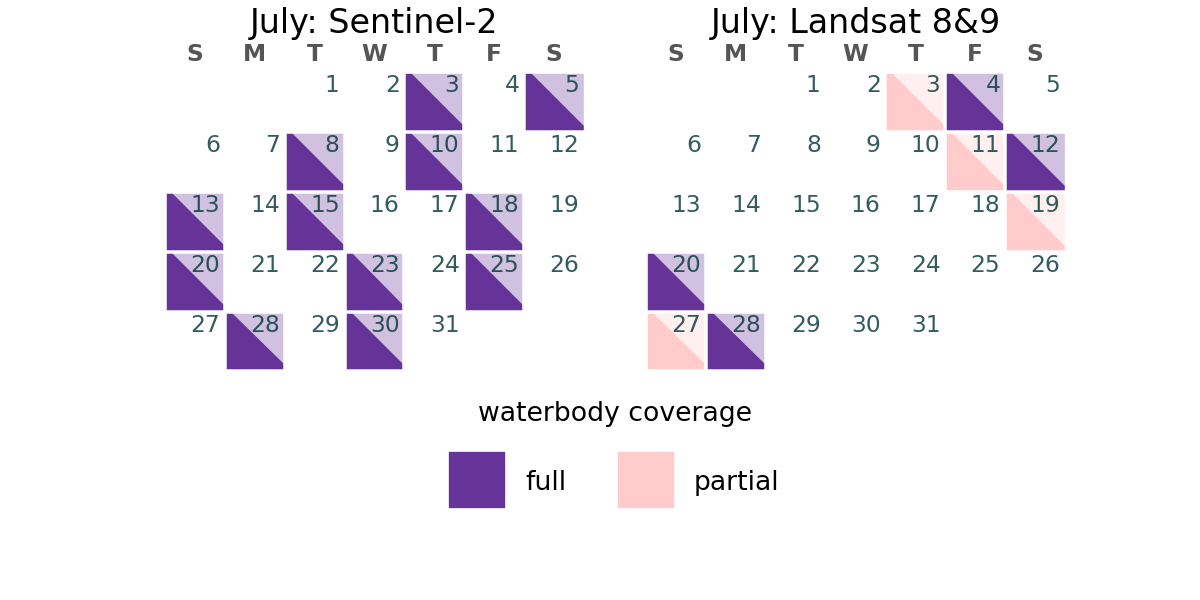 July: Sentinel-2
S M T W T F S
1 2 3 4 5
6 7 8 9 10 11 12
13 14 15 16 17 18 19
20 21 22 23 24 25 26
27 28 29 30 31
July: Landsat 8&9
S M T W T F S
1 2 3 4 5
6 7 8 9 10 11 12
13 14 15 16 17 18 19
20 21 22 23 24 25 26
27 28 29 30 31
waterbody coverage
full partial